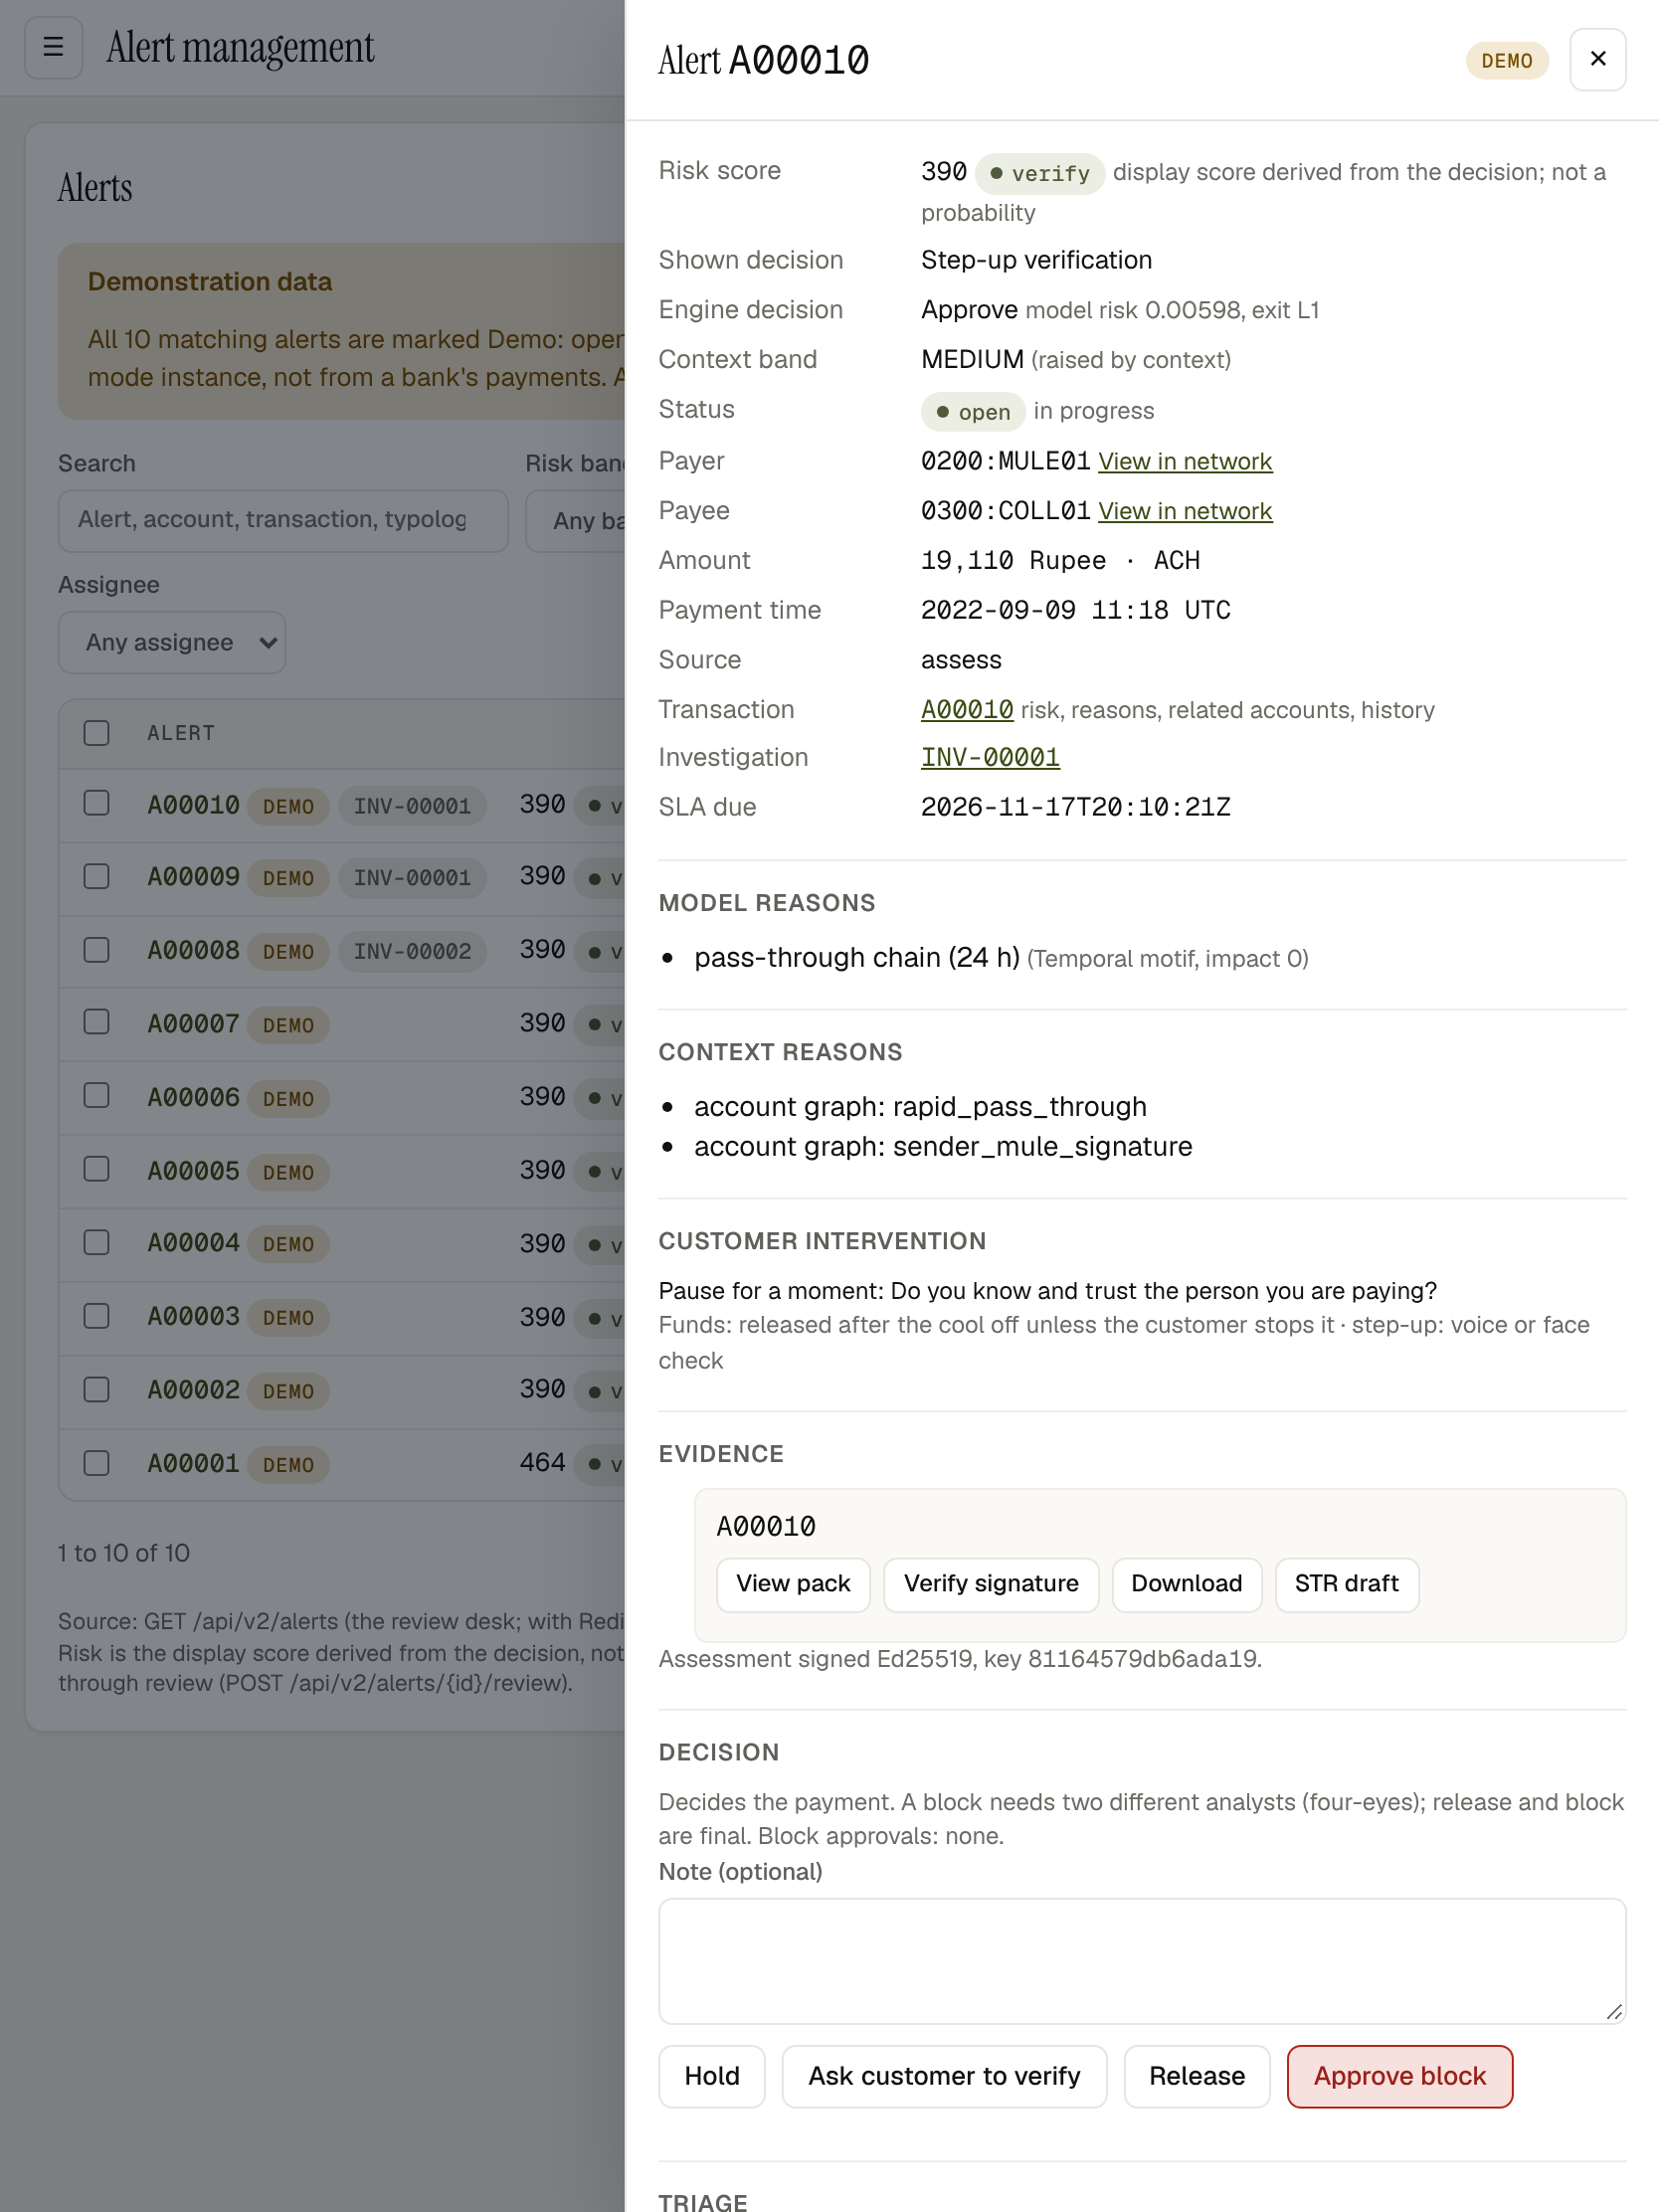 ☰ Alert management
Alerts
Demonstration data
All 10 matching alerts are marked Demo: oper
mode instance, not from a bank's payments. A
Search
Risk ban
Alert, account, transaction, typolog
Any ba
Assignee
Any assignee
ALERT
A00010 DEMO INV-00001 390 v
A00009 DEMO INV-00001 390 v
A00008 DEMO INV-00002 390 v
A00007 DEMO 390 v
A00006 DEMO 390 v
A00005 DEMO 390 v
A00004 DEMO 390 v
A00003 DEMO 390 v
A00002 DEMO 390 v
A00001 DEMO 464 v
1 to 10 of 10
Source: GET /api/v2/alerts (the review desk; with Redi
Risk is the display score derived from the decision, not
through review (POST /api/v2/alerts/{id}/review).
Alert A00010 DEMO ✕
Risk score 390 verify display score derived from the decision; not a
probability
Shown decision Step-up verification
Engine decision Approve model risk 0.00598, exit L1
Context band MEDIUM (raised by context)
Status open in progress
Payer 0200:MULE01 View in network
Payee 0300:COLL01 View in network
Amount 19,110 Rupee · ACH
Payment time 2022-09-09 11:18 UTC
Source assess
Transaction A00010 risk, reasons, related accounts, history
Investigation INV-00001
SLA due 2026-11-17T20:10:21Z
MODEL REASONS
• pass-through chain (24 h) (Temporal motif, impact 0)
CONTEXT REASONS
• account graph: rapid_pass_through
• account graph: sender_mule_signature
CUSTOMER INTERVENTION
Pause for a moment: Do you know and trust the person you are paying?
Funds: released after the cool off unless the customer stops it · step-up: voice or face
check
EVIDENCE
A00010
View pack Verify signature Download STR draft
Assessment signed Ed25519, key 81164579db6ada19.
DECISION
Decides the payment. A block needs two different analysts (four-eyes); release and block
are final. Block approvals: none.
Note (optional)
Hold Ask customer to verify Release Approve block
TRIAGE